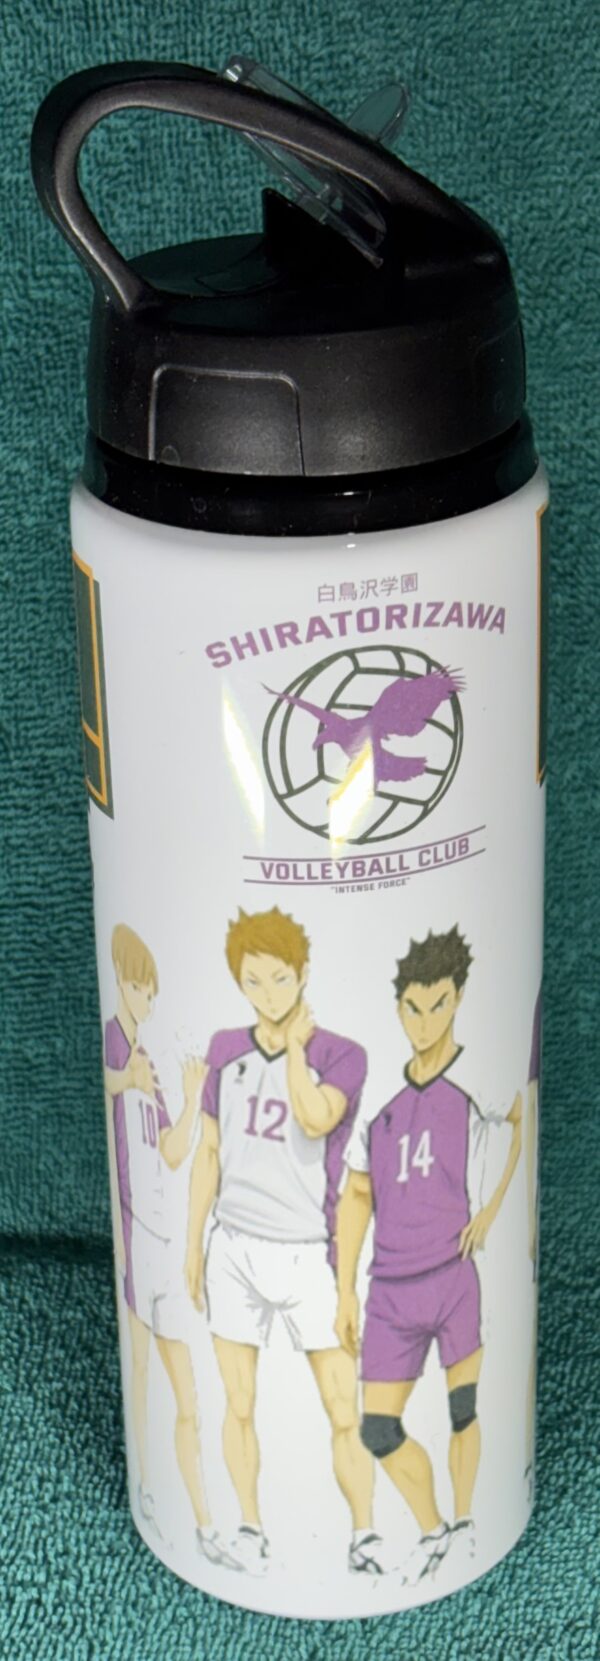 白鳥沢学園
SHIRATORIZAWA
VOLLEYBALL CLUB
"INTENSE FORCE"
10
12
14